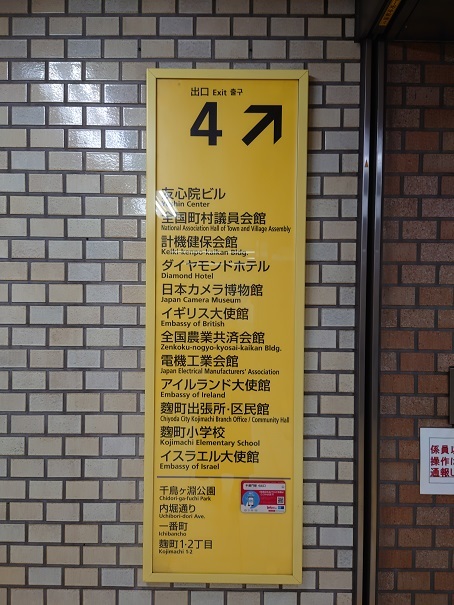 出口 Exit 출구
4
友心院ビル
hin Center
全国町村議員会館
National Association Hall of Town and Village Assembly
計機健保会館
Keiki-kenpo-kaikan Bldg.
ダイヤモンドホテル
Diamond Hotel
日本カメラ博物館
Japan Camera Museum
イギリス大使館
Embassy of British
全国農業共済会館
Zenkoku-nogyo-kyosai-kaikan Bldg.
電機工業会館
Japan Electrical Manufacturers' Association
アイルランド大使館
Embassy of Ireland
麹町出張所・区民館
Chiyoda City Kojimachi Branch Office / Community Hall
麹町小学校
Kojimachi Elementary School
イスラエル大使館
Embassy of Israel
千鳥ヶ淵公園
Chidori-ga-fuchi Park
内堀通り
Uchibori-dori Ave.
一番町
Ichibancho
麹町1・2丁目
Kojimachi 1-2
係員
操作
通報し